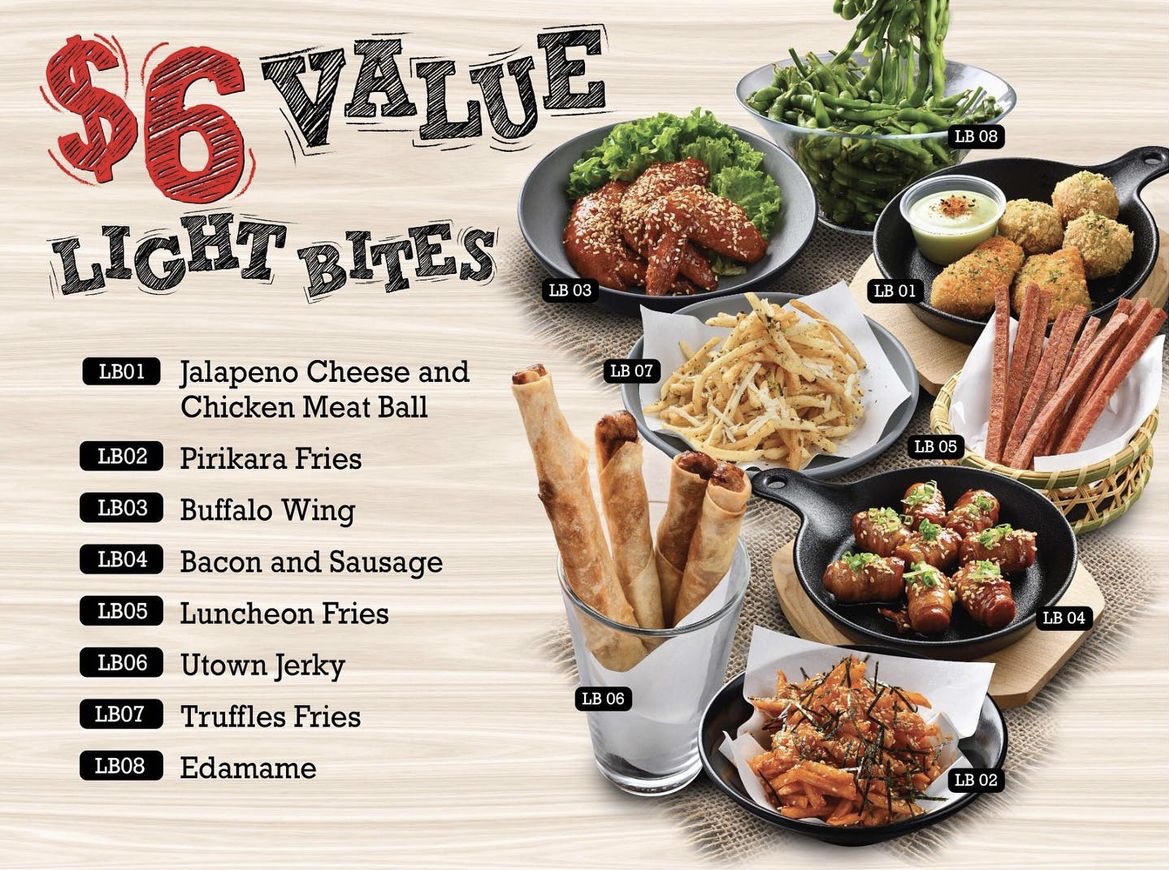 $6 VALUE
LIGHT BITES
LB01 Jalapeno Cheese and
Chicken Meat Ball
LB02 Pirikara Fries
LB03 Buffalo Wing
LB04 Bacon and Sausage
LB05 Luncheon Fries
LB06 Utown Jerky
LB07 Truffles Fries
LB08 Edamame
LB 08
LB 03
LB 01
LB 07
LB 05
LB 04
LB 06
LB 02